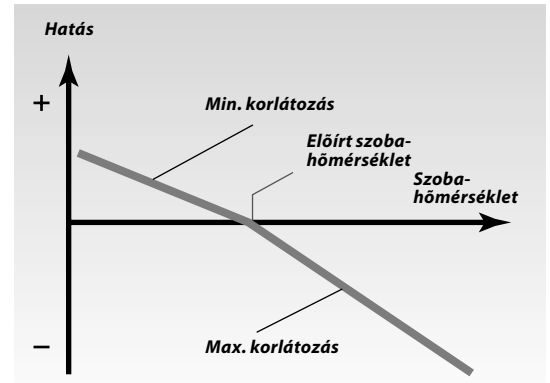 Hatás
+
Min. korlátozás
Előírt szoba-
hőmérséklet
Szoba-
hőmérséklet
–
Max. korlátozás